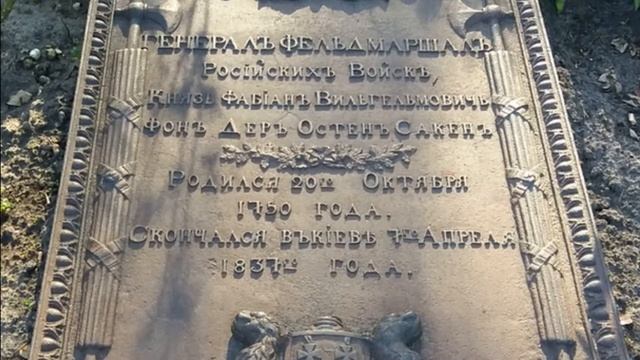 Генералъ Фельдмаршалъ
Російскихъ Войскъ,
Князь Фабіанъ Вильгельмовичь
Фонъ Деръ Остенъ Сакенъ
Родился 20го Октября
1750 года.
Скончался въ Кіевѣ 7го Апреля
1837го года.